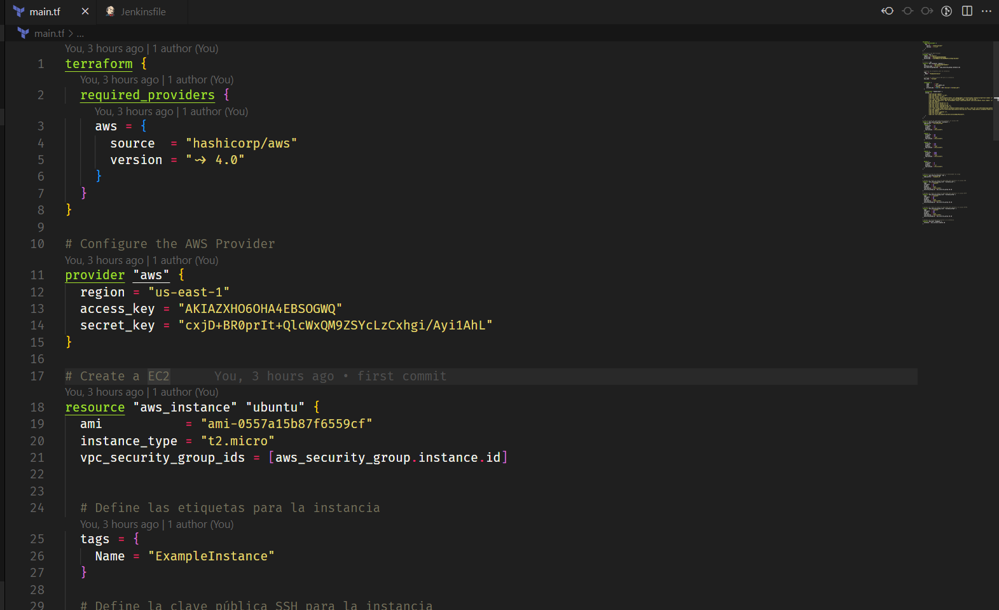 main.tf
Jenkinsfile
main.tf > ...
You, 3 hours ago | 1 author (You)
1 terraform {
You, 3 hours ago | 1 author (You)
2 required_providers {
You, 3 hours ago | 1 author (You)
3 aws = {
4 source  = "hashicorp/aws"
5 version = "~> 4.0"
6 }
7 }
8 }
9
10 # Configure the AWS Provider
You, 3 hours ago | 1 author (You)
11 provider "aws" {
12 region = "us-east-1"
13 access_key = "AKIAZXHO6OHA4EBSOGWQ"
14 secret_key = "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"
15 }
16
17 # Create a EC2 You, 3 hours ago • first commit
You, 3 hours ago | 1 author (You)
18 resource "aws_instance" "ubuntu" {
19 ami           = "ami-0557a15b87f6559cf"
20 instance_type = "t2.micro"
21 vpc_security_group_ids = [aws_security_group.instance.id]
22
23
24 # Define las etiquetas para la instancia
You, 3 hours ago | 1 author (You)
25 tags = {
26 Name = "ExampleInstance"
27 }
28
29 # Define la clave pública SSH para la instancia